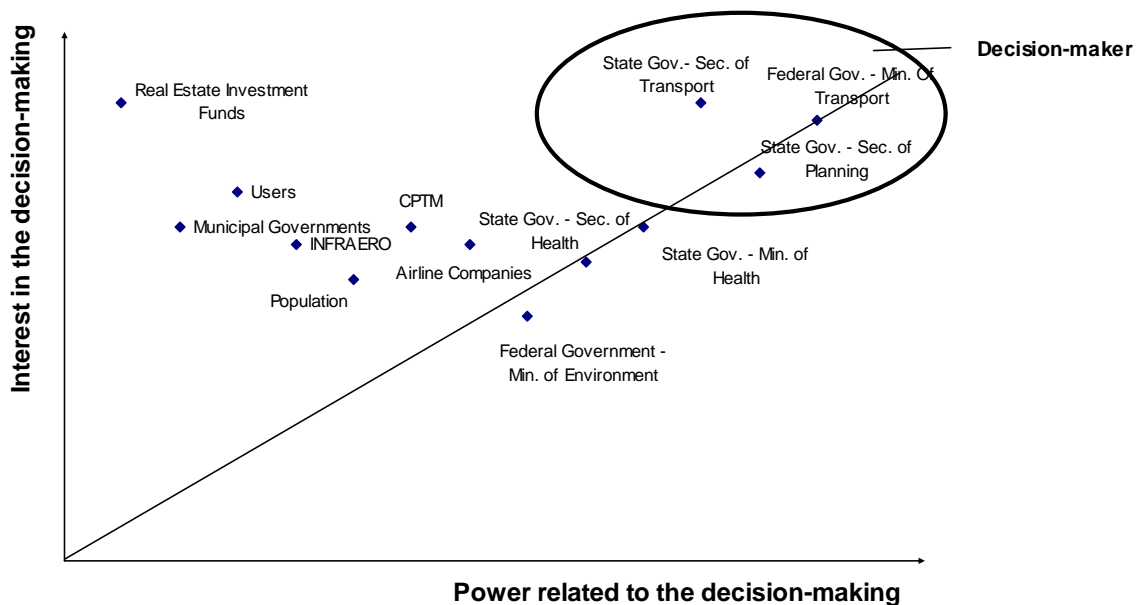 Interest in the decision-making
Decision-maker
State Gov.- Sec. of
Transport
Federal Gov. - Min. Of
Transport
Real Estate Investment
Funds
State Gov. - Sec. of
Planning
Users
CPTM
Municipal Governments
State Gov. - Sec. of
Health
INFRAERO
State Gov. - Min. of
Health
Airline Companies
Population
Federal Government -
Min. of Environment
Power related to the decision-making